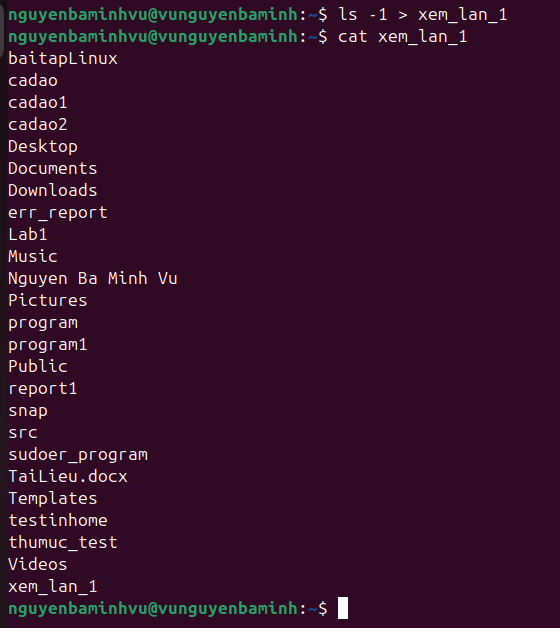 nguyenbaminhvu@vunguyenbaminh:~$ ls -1 > xem_lan_1
nguyenbaminhvu@vunguyenbaminh:~$ cat xem_lan_1
baitapLinux
cadao
cadao1
cadao2
Desktop
Documents
Downloads
err_report
Lab1
Music
Nguyen Ba Minh Vu
Pictures
program
program1
Public
report1
snap
src
sudoer_program
TaiLieu.docx
Templates
testinhome
thumuc_test
Videos
xem_lan_1
nguyenbaminhvu@vunguyenbaminh:~$